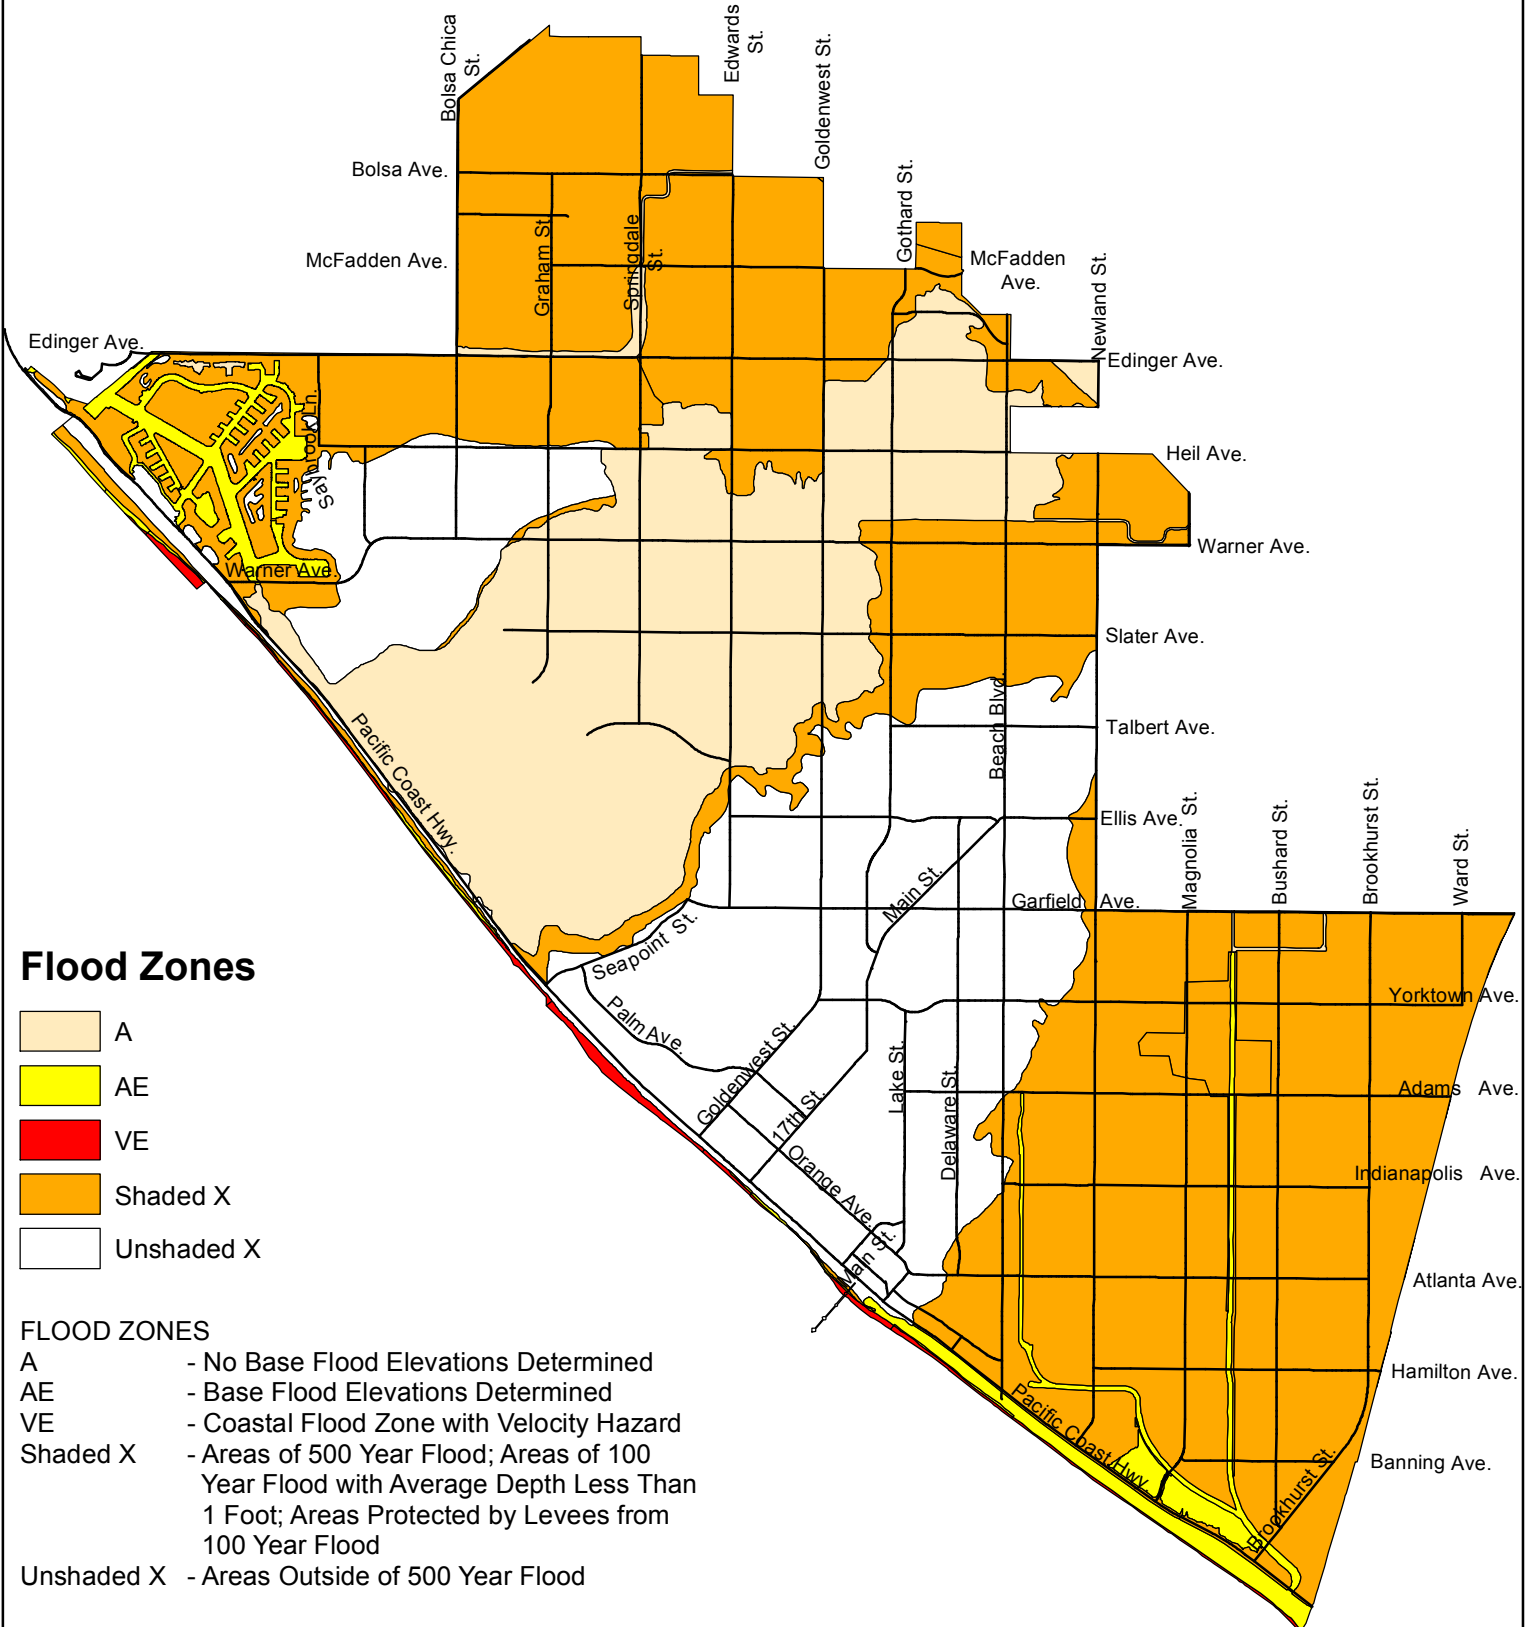 Bolsa Chica
St.
Edwards
St.
Goldenwest St.
Bolsa Ave.
Gothard St.
Graham St.
Springdale
St.
McFadden Ave.
McFadden
Ave.
Newland St.
Edinger Ave.
Edinger Ave.
Saybrook Ln.
Heil Ave.
Warner Ave.
Warner Ave.
Slater Ave.
Pacific Coast Hwy.
Beach Blvd.
Talbert Ave.
Ellis Ave.
Magnolia St.
Bushard St.
Brookhurst St.
Ward St.
Main St.
Garfield Ave.
Seapoint St.
Palm Ave.
Yorktown Ave.
Goldenwest St.
17th St.
Lake St.
Delaware St.
Adams Ave.
Orange Ave.
Indianapolis Ave.
Main St.
Atlanta Ave.
Hamilton Ave.
Pacific Coast Hwy.
Banning Ave.
Brookhurst St.
Flood Zones
A
AE
VE
Shaded X
Unshaded X
FLOOD ZONES
A - No Base Flood Elevations Determined
AE - Base Flood Elevations Determined
VE - Coastal Flood Zone with Velocity Hazard
Shaded X - Areas of 500 Year Flood; Areas of 100
Year Flood with Average Depth Less Than
1 Foot; Areas Protected by Levees from
100 Year Flood
Unshaded X - Areas Outside of 500 Year Flood